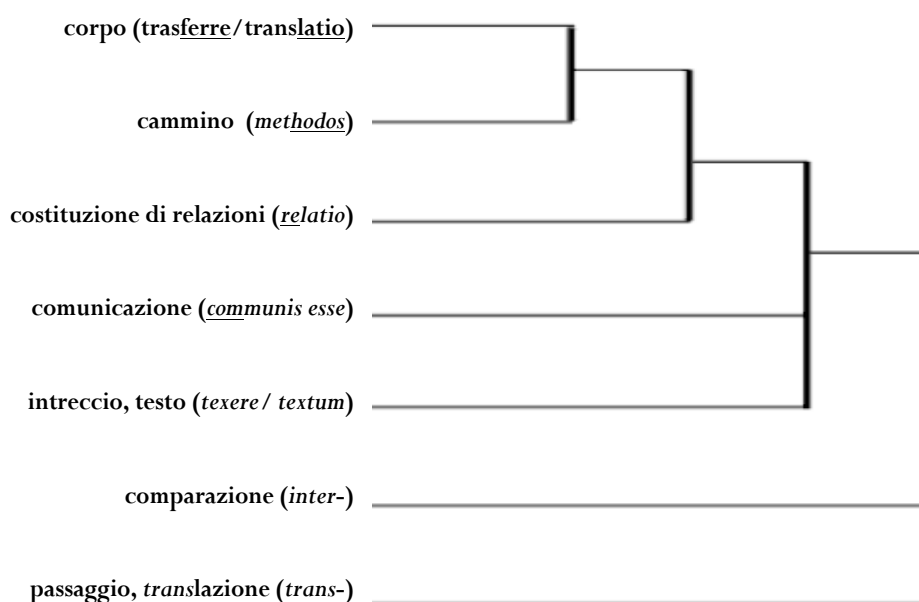 corpo (trasferre/translatio)
cammino (methodos)
costituzione di relazioni (relatio)
comunicazione (communis esse)
intreccio, testo (texere/ textum)
comparazione (inter-)
passaggio, translazione (trans-)